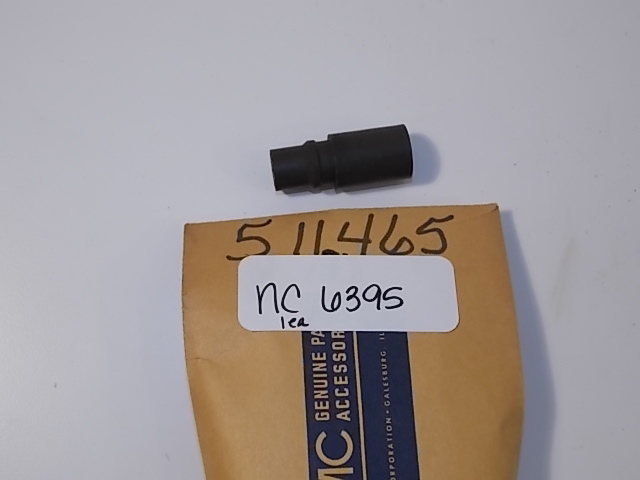 511465
nc 6395
1ea
GENUINE PA
ACCESSOR
MC
ORPORATION • GALESBURG, IL